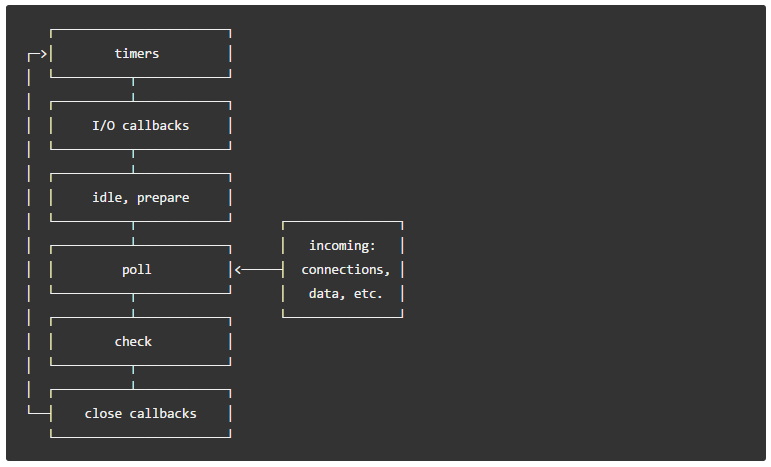 timers
I/O callbacks
idle, prepare
poll
incoming:
connections,
data, etc.
check
close callbacks